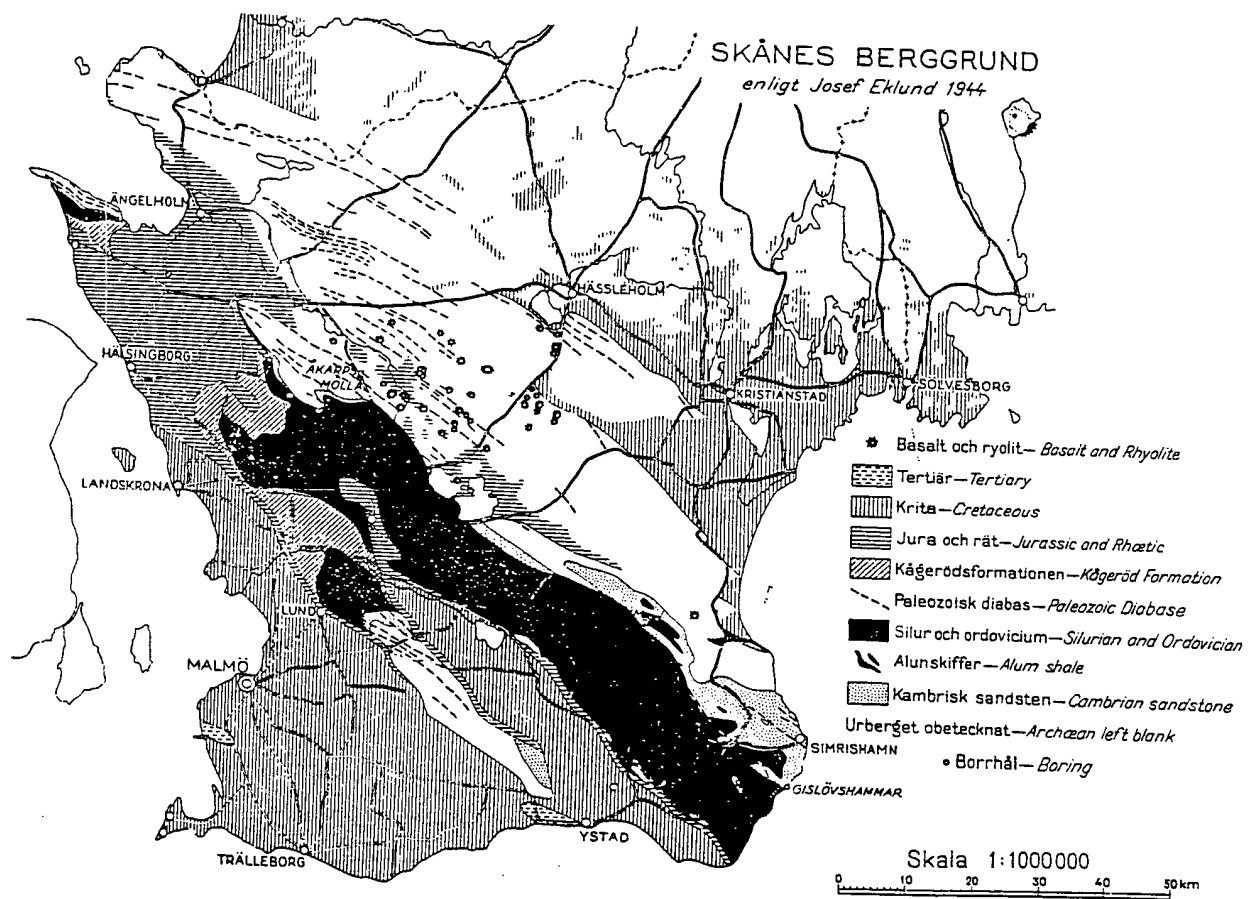 SKÅNES BERGGRUND
enligt Josef Eklund 1944
ÄNGELHOLM
HÄSSLEHOLM
HÄLSINGBORG
ÅKARPS
MÖLLA
KRISTIANSTAD
SÖLVESBORG
LANDSKRONA
LUND
MALMÖ
SIMRISHAMN
GISLÖVSHAMMAR
YSTAD
TRÄLLEBORG
Basalt och ryolit—Basalt and Rhyolite
Tertiär—Tertiary
Krita—Cretaceous
Jura och rät—Jurassic and Rhætic
Kågerödsformationen—Kågeröd Formation
Paleozoisk diabas—Paleozoic Diabase
Silur och ordovicium—Silurian and Ordovician
Alunskiffer—Alum shale
Kambrisk sandsten—Cambrian sandstone
Urberget obetecknat—Archæan left blank
Borrhål—Boring
Skala 1:1000000
0 10 20 30 40 50 km